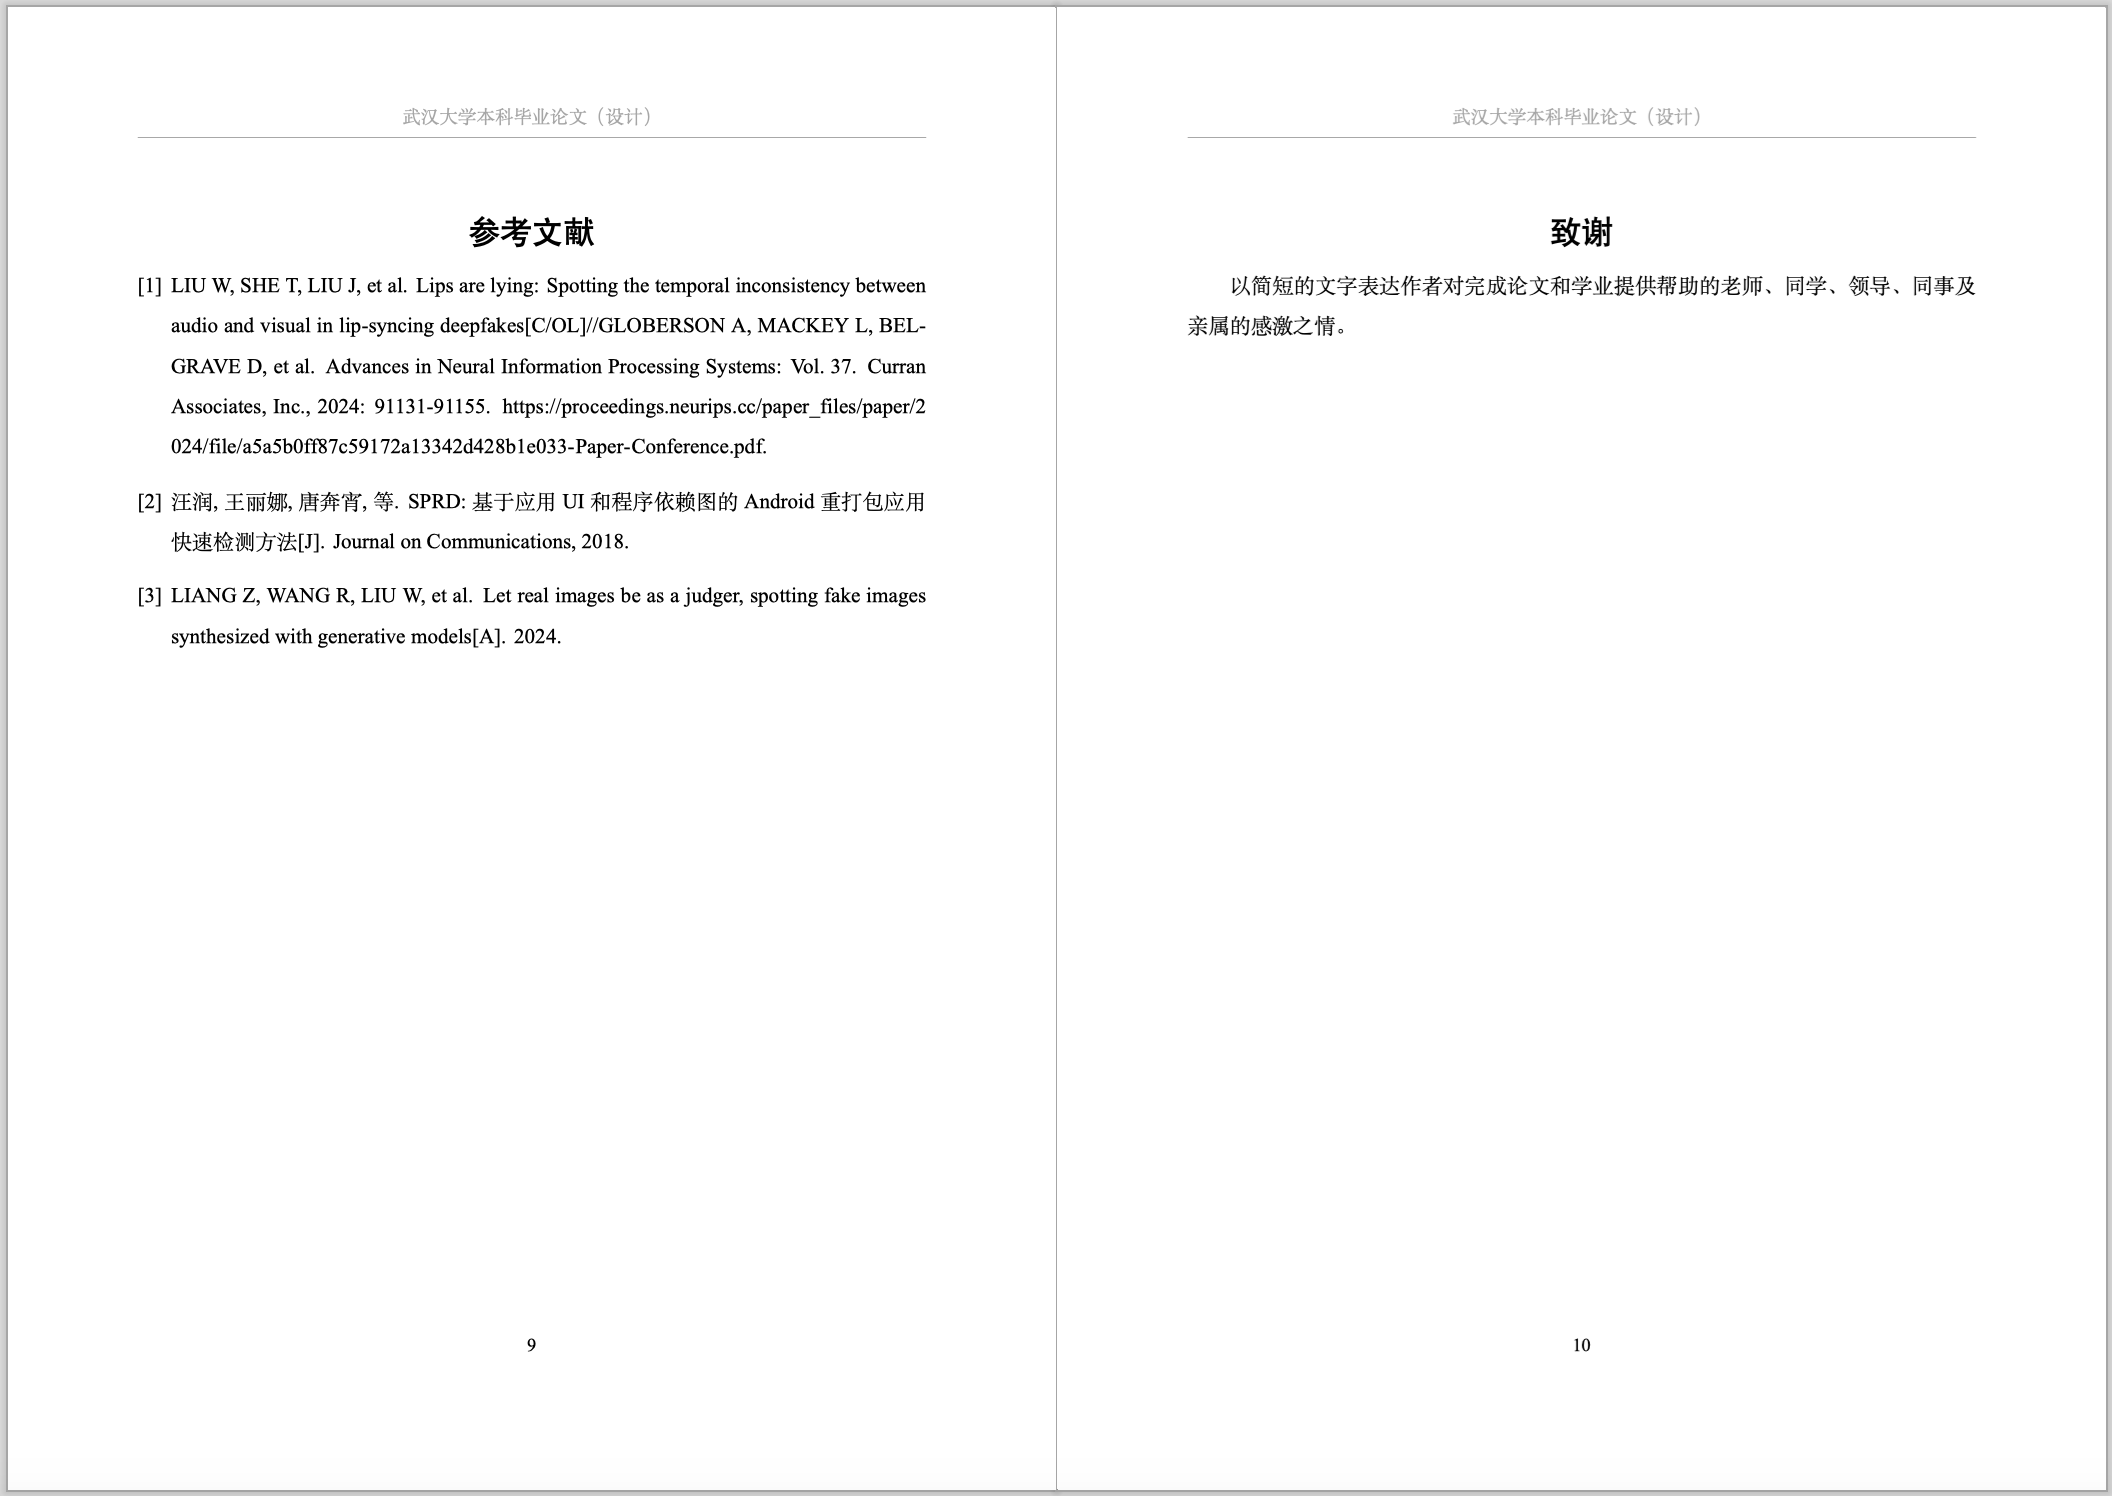 武汉大学本科毕业论文（设计）
参考文献
[1] LIU W, SHE T, LIU J, et al. Lips are lying: Spotting the temporal inconsistency between
audio and visual in lip-syncing deepfakes[C/OL]//GLOBERSON A, MACKEY L, BEL-
GRAVE D, et al. Advances in Neural Information Processing Systems: Vol. 37. Curran
Associates, Inc., 2024: 91131-91155. https://proceedings.neurips.cc/paper_files/paper/2
024/file/a5a5b0ff87c59172a13342d428b1e033-Paper-Conference.pdf.
[2] 汪润, 王丽娜, 唐奔宵, 等. SPRD: 基于应用 UI 和程序依赖图的 Android 重打包应用
快速检测方法[J]. Journal on Communications, 2018.
[3] LIANG Z, WANG R, LIU W, et al. Let real images be as a judger, spotting fake images
synthesized with generative models[A]. 2024.
9
武汉大学本科毕业论文（设计）
致谢
以简短的文字表达作者对完成论文和学业提供帮助的老师、同学、领导、同事及
亲属的感激之情。
10